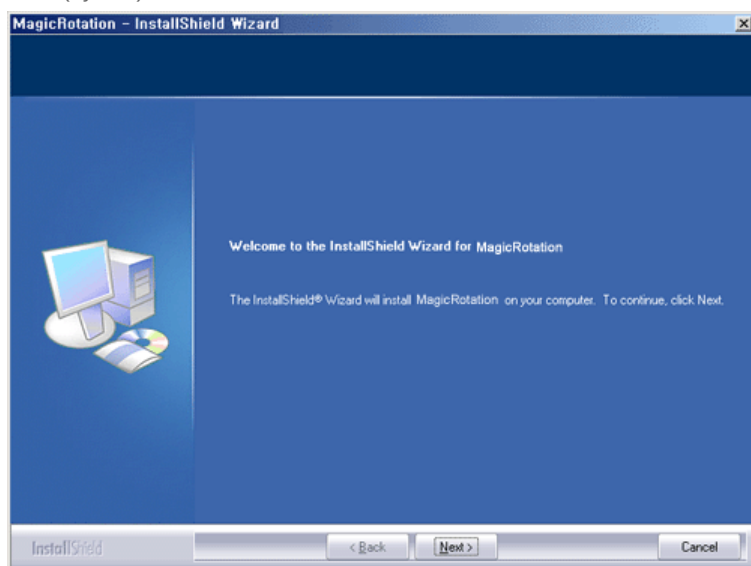 MagicRotation – InstallShield Wizard
Welcome to the InstallShield Wizard for MagicRotation
The InstallShield® Wizard will install MagicRotation on your computer. To continue, click Next.
InstallShield
< Back
Next >
Cancel